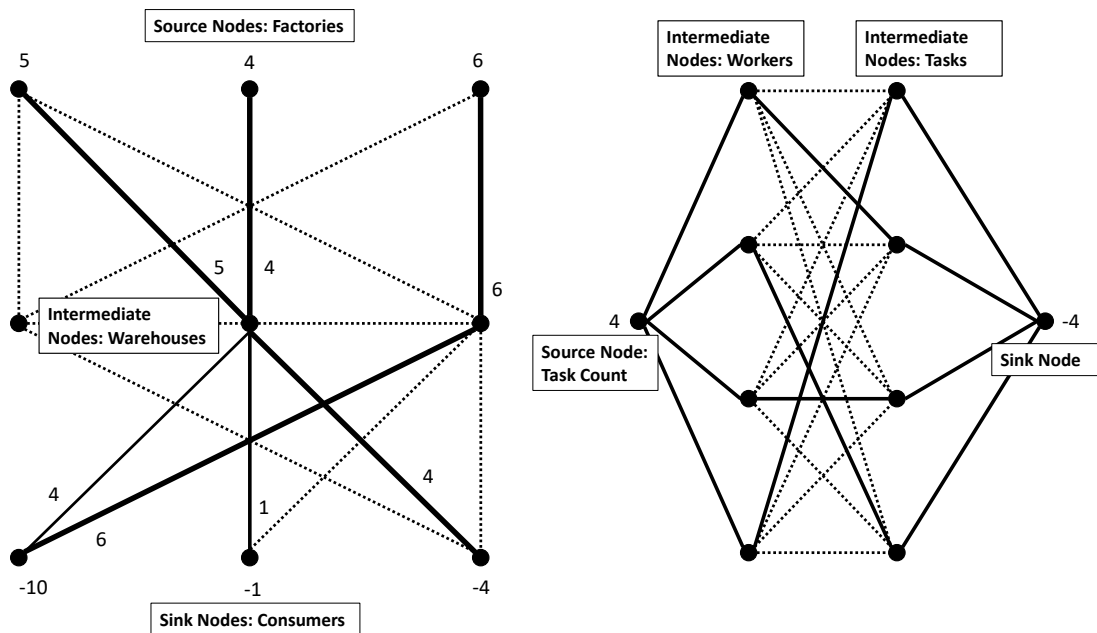 Source Nodes: Factories
5
4
6
5
4
6
Intermediate
Nodes: Warehouses
4
6
1
4
-10
-1
-4
Sink Nodes: Consumers
Intermediate
Nodes: Workers
Intermediate
Nodes: Tasks
4
Source Node:
Task Count
-4
Sink Node